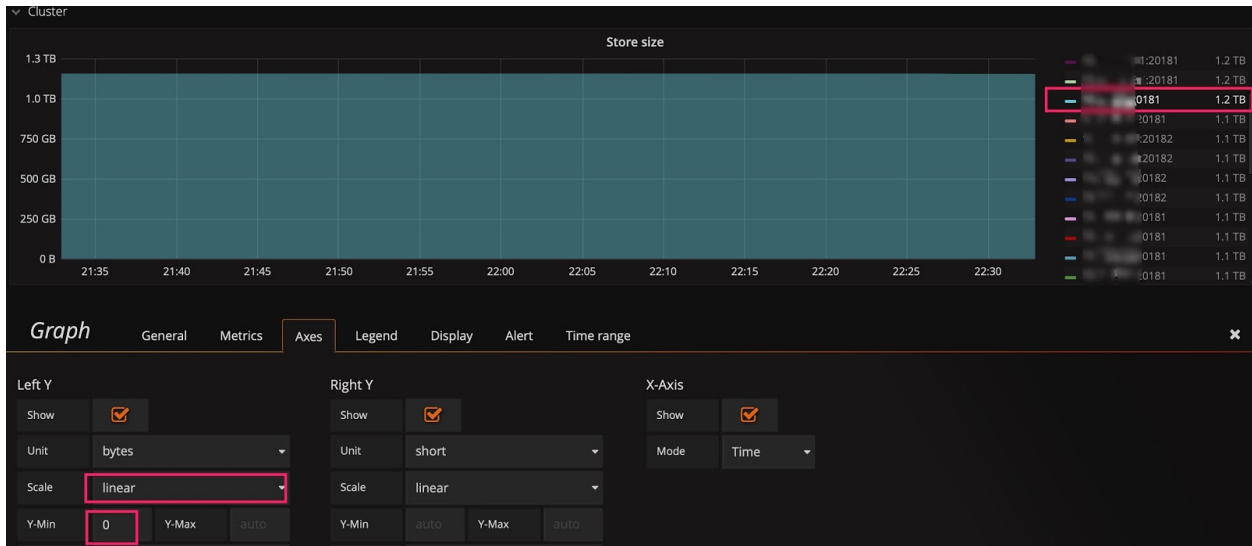 Cluster
Store size
1.3 TB
1.0 TB
750 GB
500 GB
250 GB
0 B
21:35 21:40 21:45 21:50 21:55 22:00 22:05 22:10 22:15 22:20 22:25 22:30
1:20181 1.2 TB
:20181 1.2 TB
0181 1.2 TB
20181 1.1 TB
:20182 1.1 TB
20182 1.1 TB
0182 1.1 TB
0182 1.1 TB
0181 1.1 TB
0181 1.1 TB
0181 1.1 TB
0181 1.1 TB
Graph General Metrics Axes Legend Display Alert Time range
Left Y Right Y X-Axis
Show Show Show
Unit bytes Unit short Mode Time
Scale linear Scale linear
Y-Min 0 Y-Max auto Y-Min auto Y-Max auto